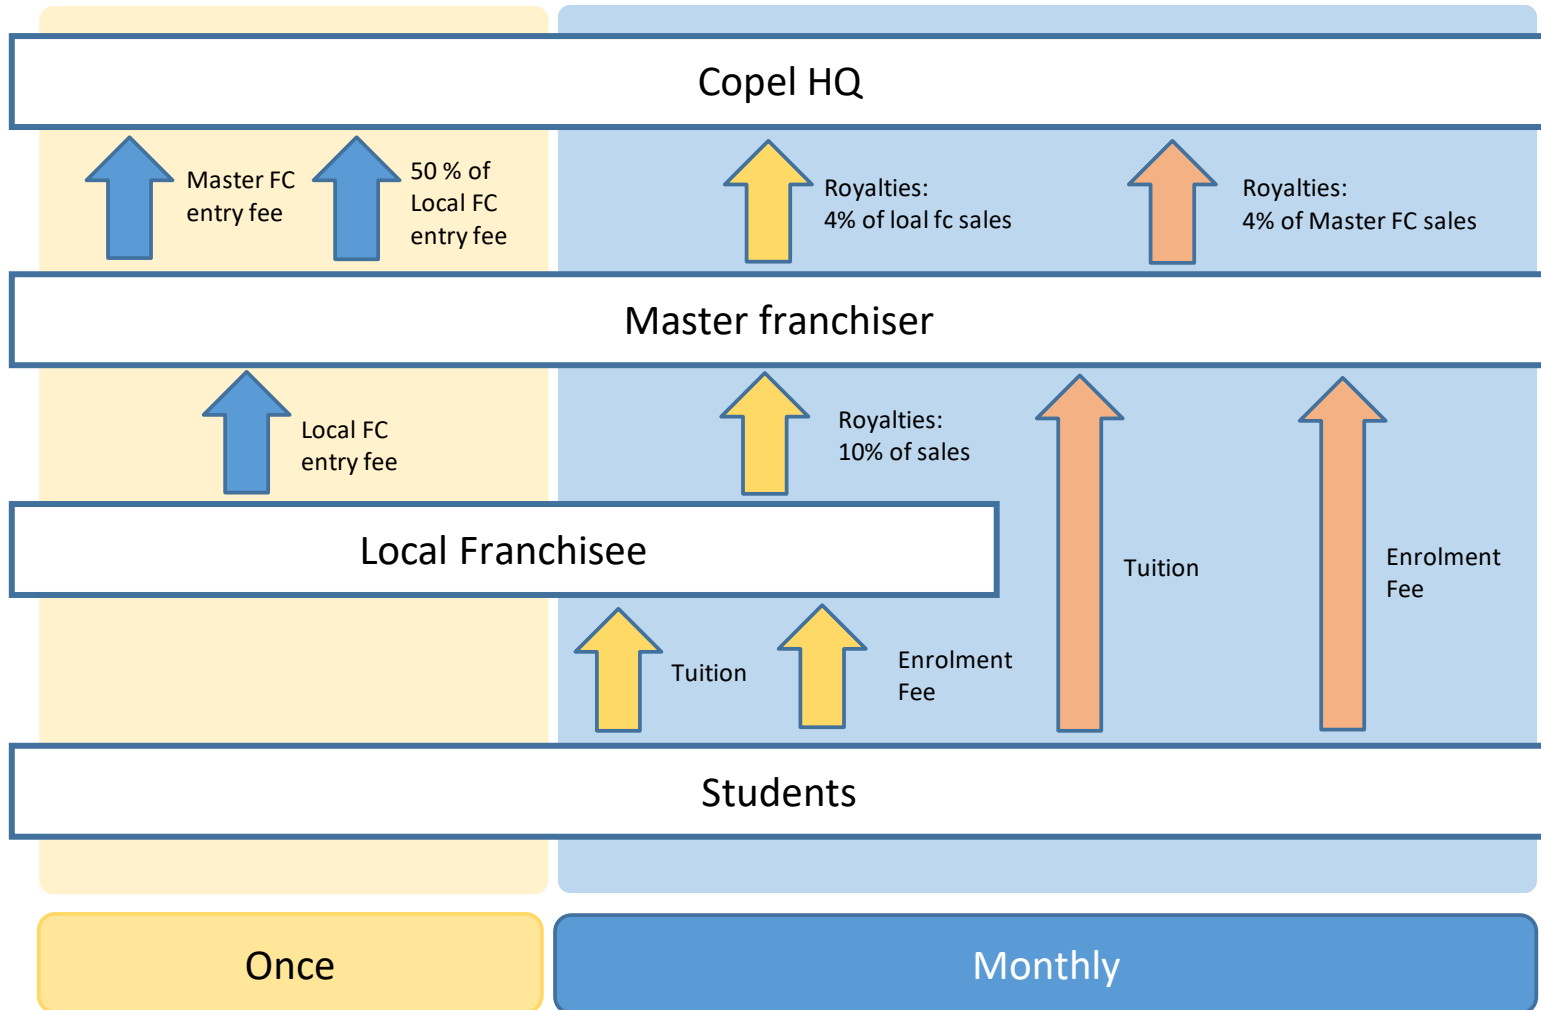 Copel HQ
Master FC
entry fee
50 % of
Local FC
entry fee
Royalties:
4% of loal fc sales
Royalties:
4% of Master FC sales
Master franchiser
Local FC
entry fee
Royalties:
10% of sales
Local Franchisee
Tuition
Enrolment
Fee
Tuition
Enrolment
Fee
Students
Once
Monthly